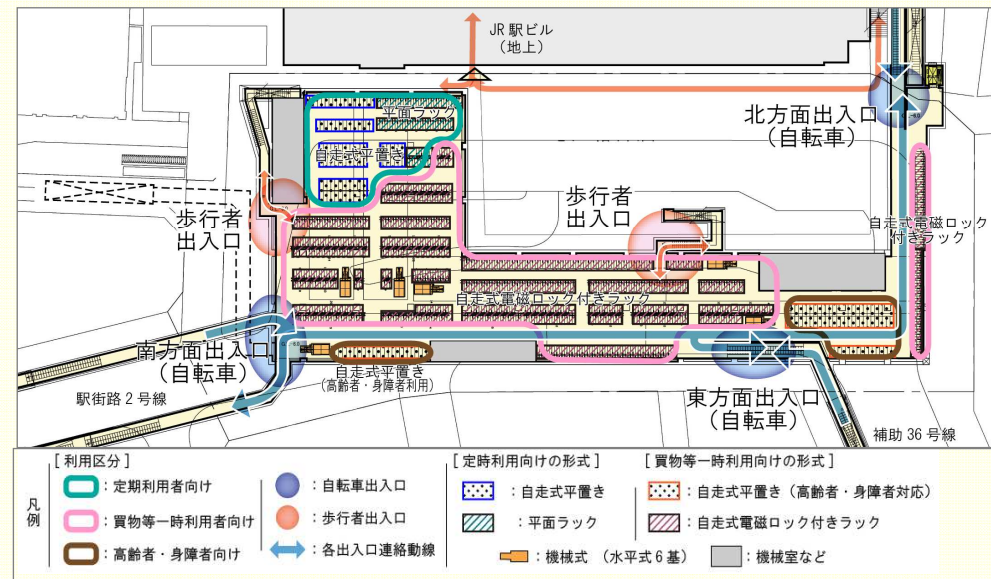 JR 駅ビル
(地上)
北方面出入口
(自転車)
平面ラック
自走式平置き
歩行者
出入口
歩行者
出入口
自走式電磁ロック
付きラック
自走式電磁ロック付きラック
南方面出入口
(自転車)
自走式平置き
(高齢者・身障者利用)
東方面出入口
(自転車)
駅街路2号線
補助36号線
凡例
[利用区分]
:定期利用者向け
:買物等一時利用者向け
:高齢者・身障者向け
:自転車出入口
:歩行者出入口
:各出入口連絡動線
[定時利用向けの形式]
:自走式平置き
:平面ラック
[買物等一時利用向けの形式]
:自走式平置き(高齢者・身障者対応)
:自走式電磁ロック付きラック
:機械式 (水平式6基)
:機械室など